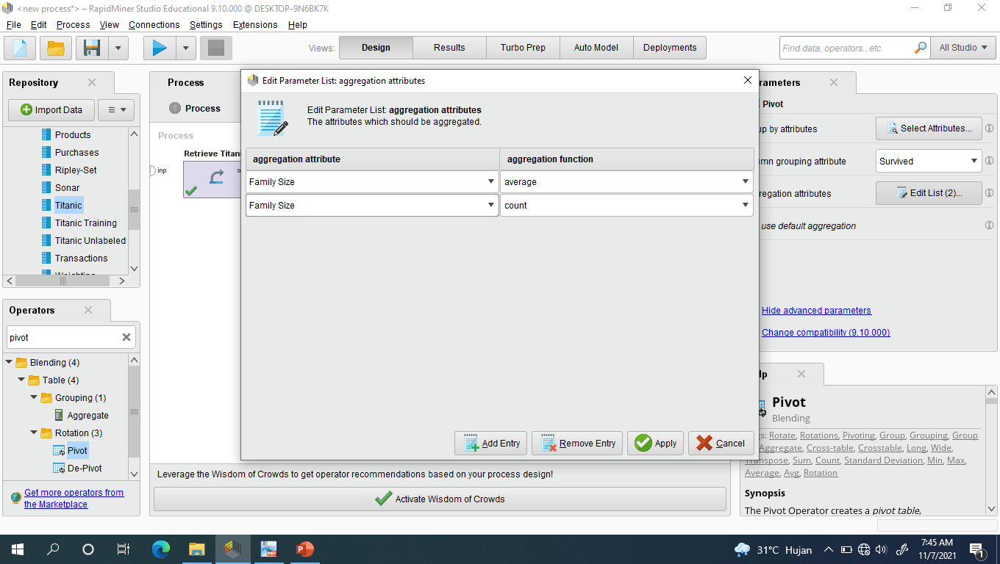 <new process*> – RapidMiner Studio Educational 9.10.000 @ DESKTOP-9N6BK7K
File Edit Process View Connections Settings Extensions Help
Views: Design Results Turbo Prep Auto Model Deployments
Find data, operators...etc
All Studio
Repository
Import Data
Products
Purchases
Ripley-Set
Sonar
Titanic
Titanic Training
Titanic Unlabeled
Transactions
Weighting
Operators
pivot
Blending (4)
Table (4)
Grouping (1)
Aggregate
Rotation (3)
Pivot
De-Pivot
Get more operators from
the Marketplace
Process
Process
Process
Retrieve Titani
inp
Edit Parameter List: aggregation attributes
Edit Parameter List: aggregation attributes
The attributes which should be aggregated.
aggregation attribute aggregation function
Family Size average
Family Size count
Add Entry Remove Entry Apply Cancel
Leverage the Wisdom of Crowds to get operator recommendations based on your process design!
Activate Wisdom of Crowds
rameters
Pivot
up by attributes Select Attributes...
mn grouping attribute Survived
regation attributes Edit List (2)...
use default aggregation
Hide advanced parameters
Change compatibility (9.10.000)
lp
Pivot
Blending
s: Rotate, Rotations, Pivoting, Group, Grouping, Group
Aggregate, Cross-table, Crosstable, Long, Wide,
Transpose, Sum, Count, Standard Deviation, Min, Max,
Average, Avg, Rotation
Synopsis
The Pivot Operator creates a pivot table,
31°C Hujan
7:45 AM
11/7/2021
1